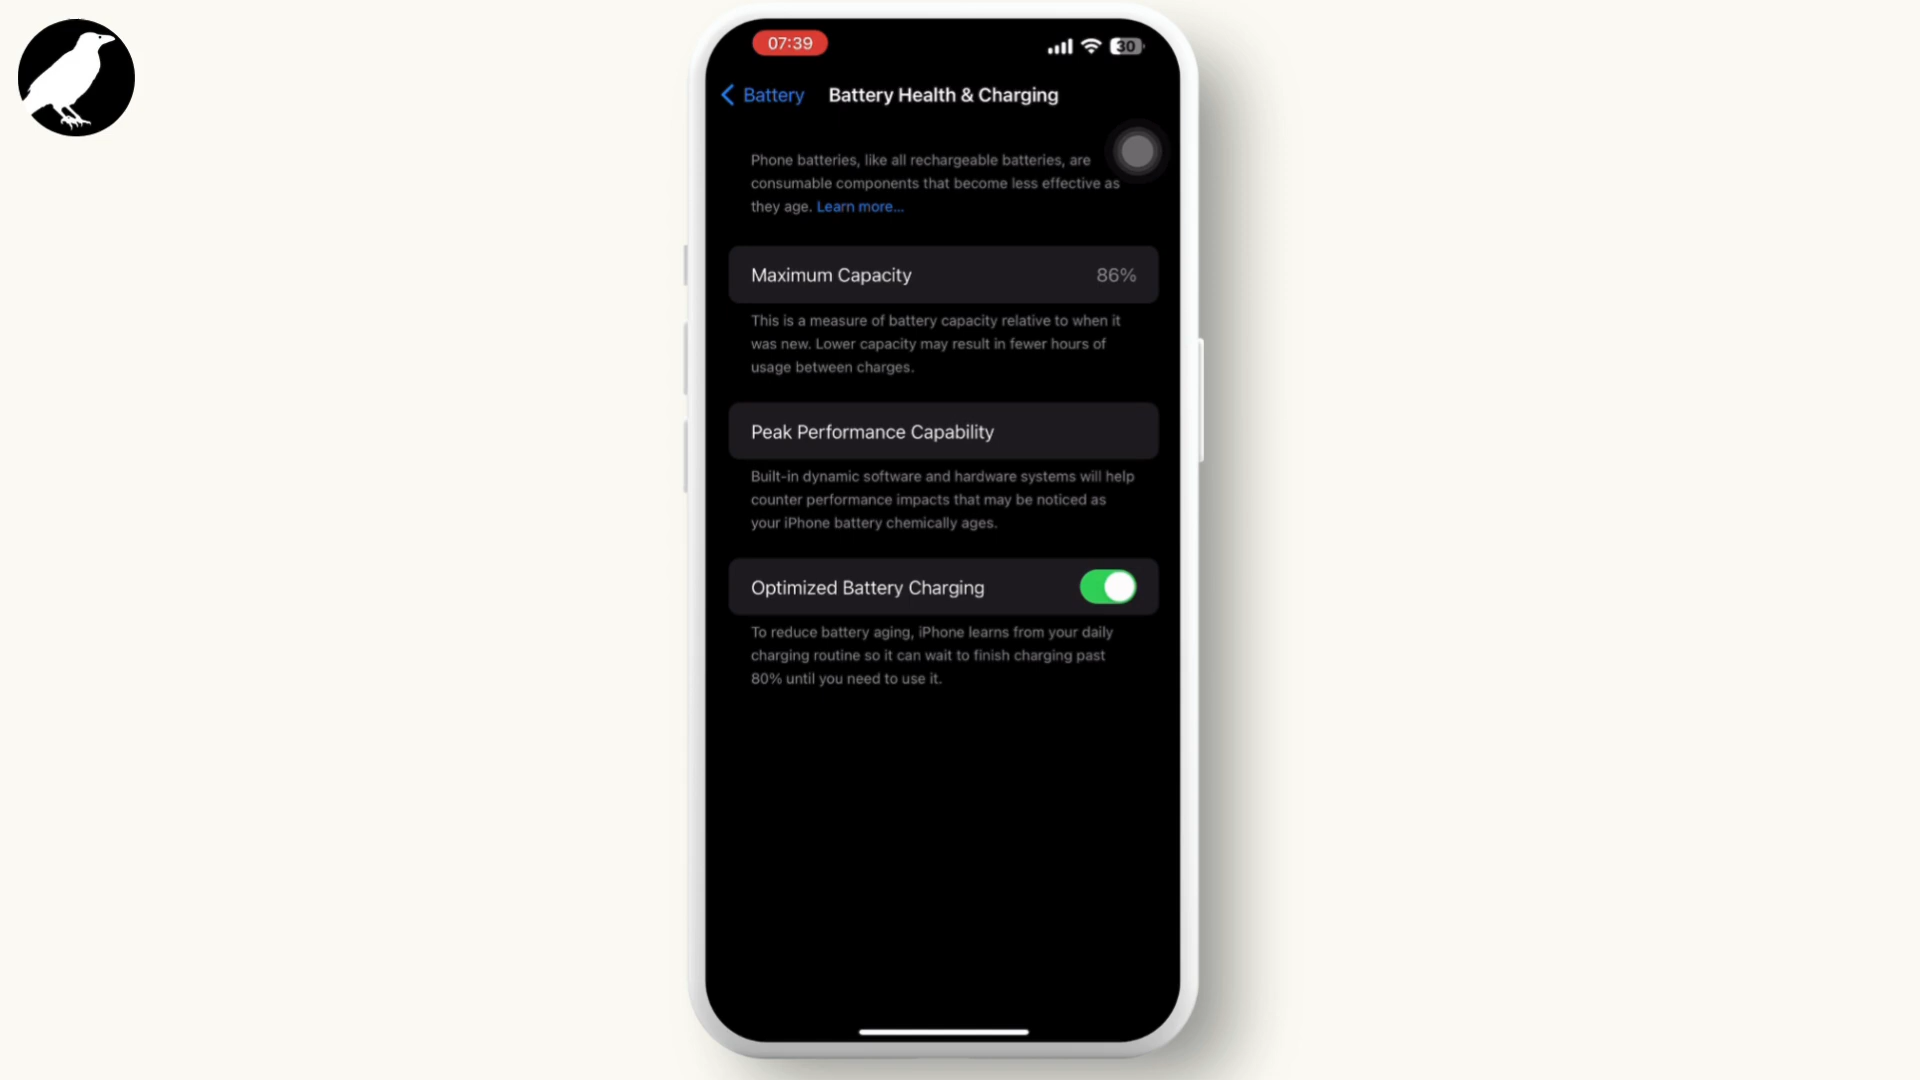 07:39
30
Battery
Battery Health & Charging
Phone batteries, like all rechargeable batteries, are
consumable components that become less effective as
they age. Learn more...
Maximum Capacity 86%
This is a measure of battery capacity relative to when it
was new. Lower capacity may result in fewer hours of
usage between charges.
Peak Performance Capability
Built-in dynamic software and hardware systems will help
counter performance impacts that may be noticed as
your iPhone battery chemically ages.
Optimized Battery Charging
To reduce battery aging, iPhone learns from your daily
charging routine so it can wait to finish charging past
80% until you need to use it.